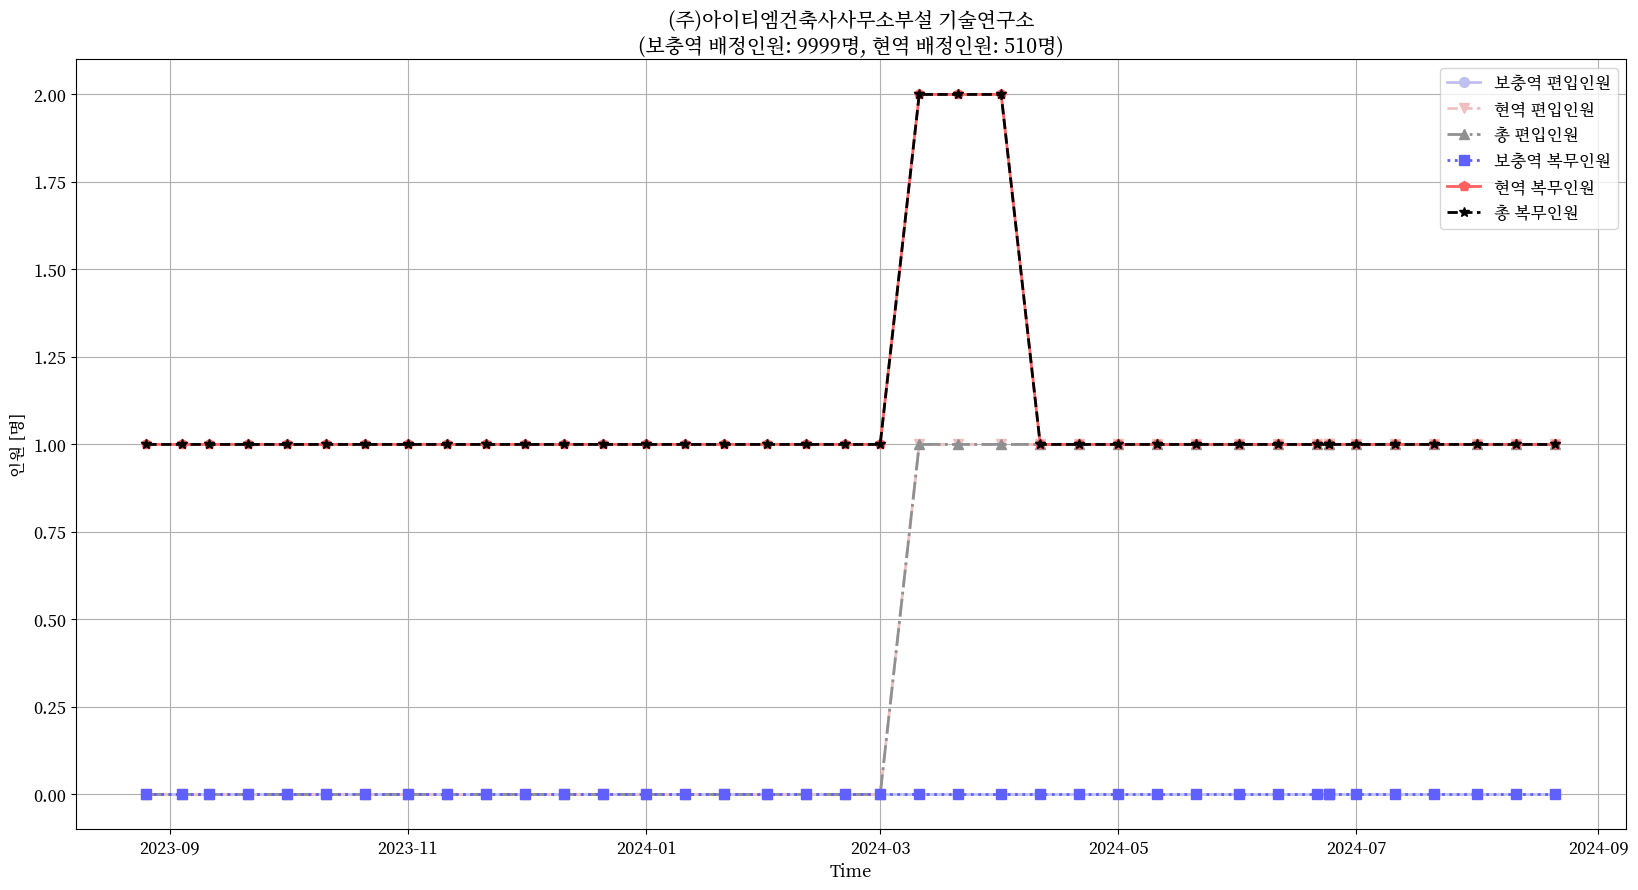 (주)아이티엠건축사사무소부설 기술연구소
(보충역 배정인원: 9999명, 현역 배정인원: 510명)
보충역 편입인원
현역 편입인원
총 편입인원
보충역 복무인원
현역 복무인원
총 복무인원
인원 [명]
2.00
1.75
1.50
1.25
1.00
0.75
0.50
0.25
0.00
2023-09 2023-11 2024-01 2024-03 2024-05 2024-07 2024-09
Time